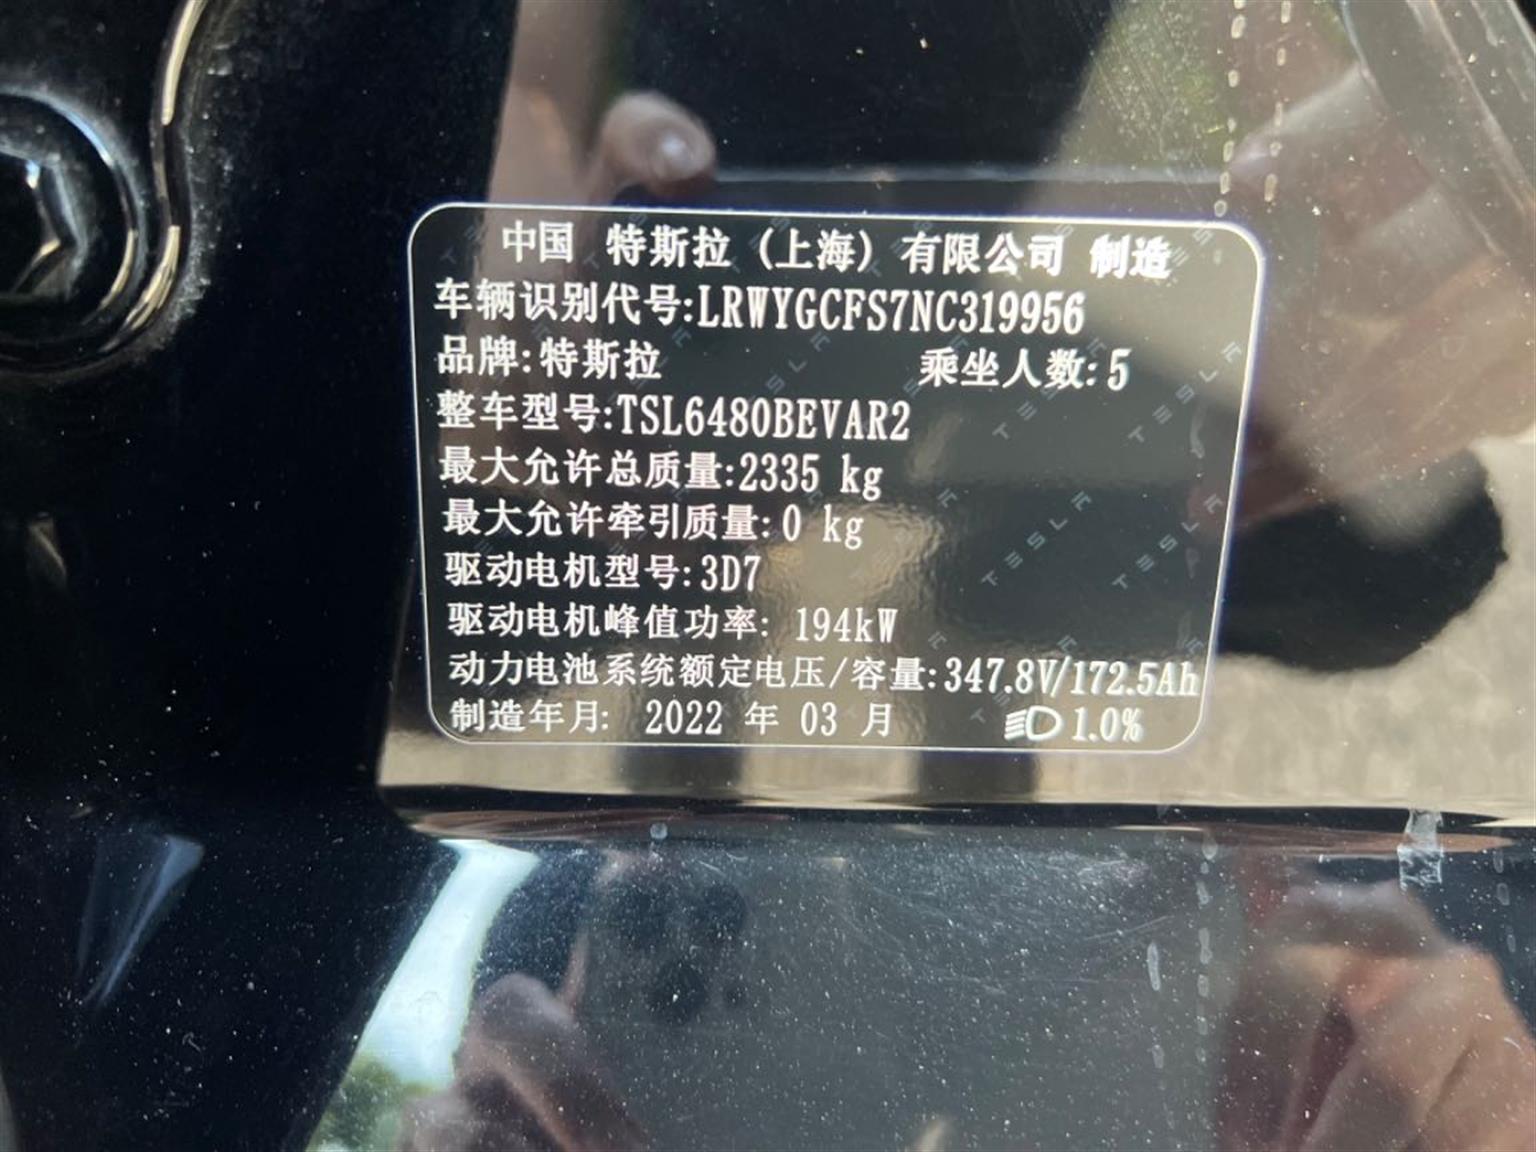 中国 特斯拉（上海）有限公司 制造
车辆识别代号:LRWYGCFS7NC319956
品牌:特斯拉 乘坐人数:5
整车型号:TSL6480BEVAR2
最大允许总质量:2335 kg
最大允许牵引质量:0 kg
驱动电机型号:3D7
驱动电机峰值功率: 194kW
动力电池系统额定电压/容量:347.8V/172.5Ah
制造年月: 2022 年 03 月 1.0%
TESLA
TESLA
TESLA
TESLA